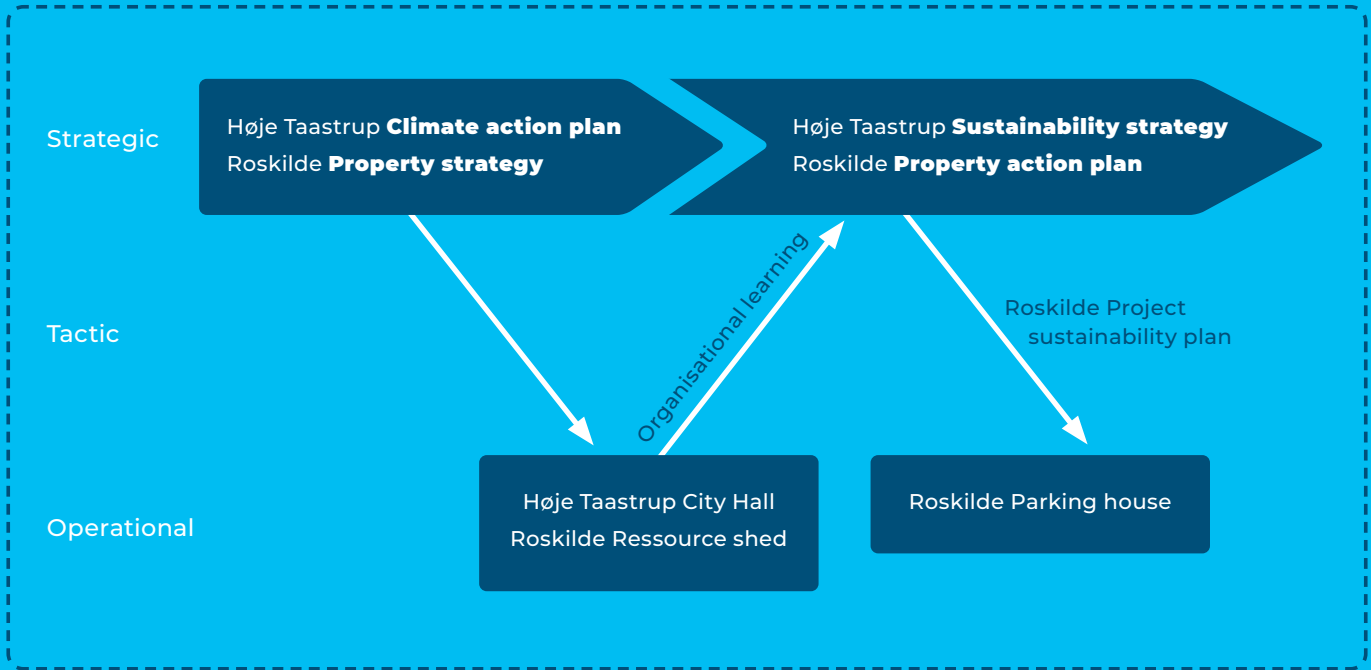 Strategic
Høje Taastrup Climate action plan
Roskilde Property strategy
Høje Taastrup Sustainability strategy
Roskilde Property action plan
Tactic
Organisational learning
Roskilde Project
sustainability plan
Operational
Høje Taastrup City Hall
Roskilde Ressource shed
Roskilde Parking house